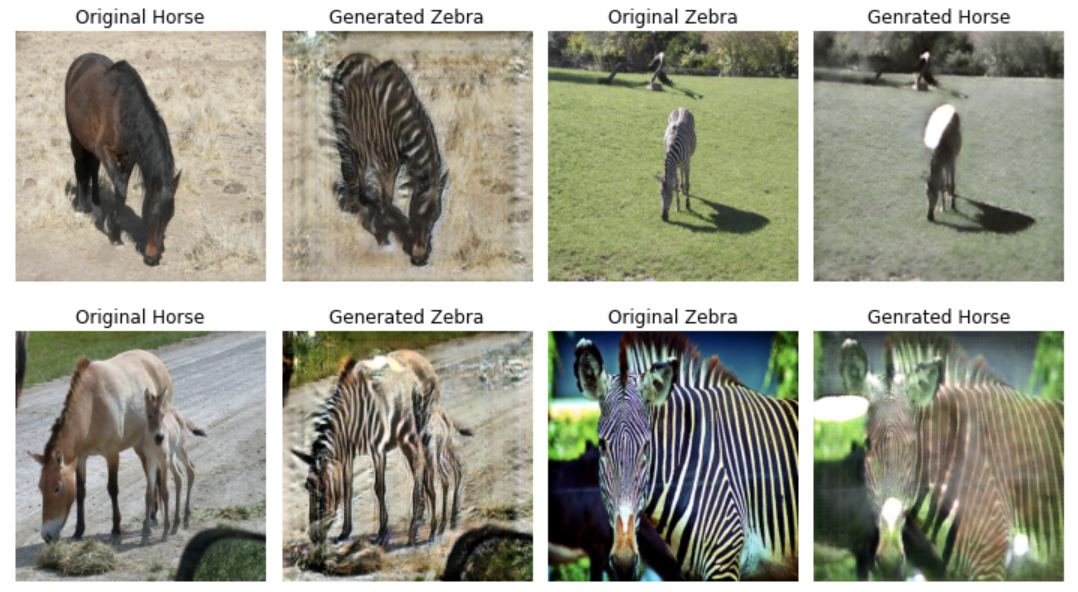 Original Horse
Generated Zebra
Original Zebra
Genrated Horse
Original Horse
Generated Zebra
Original Zebra
Genrated Horse